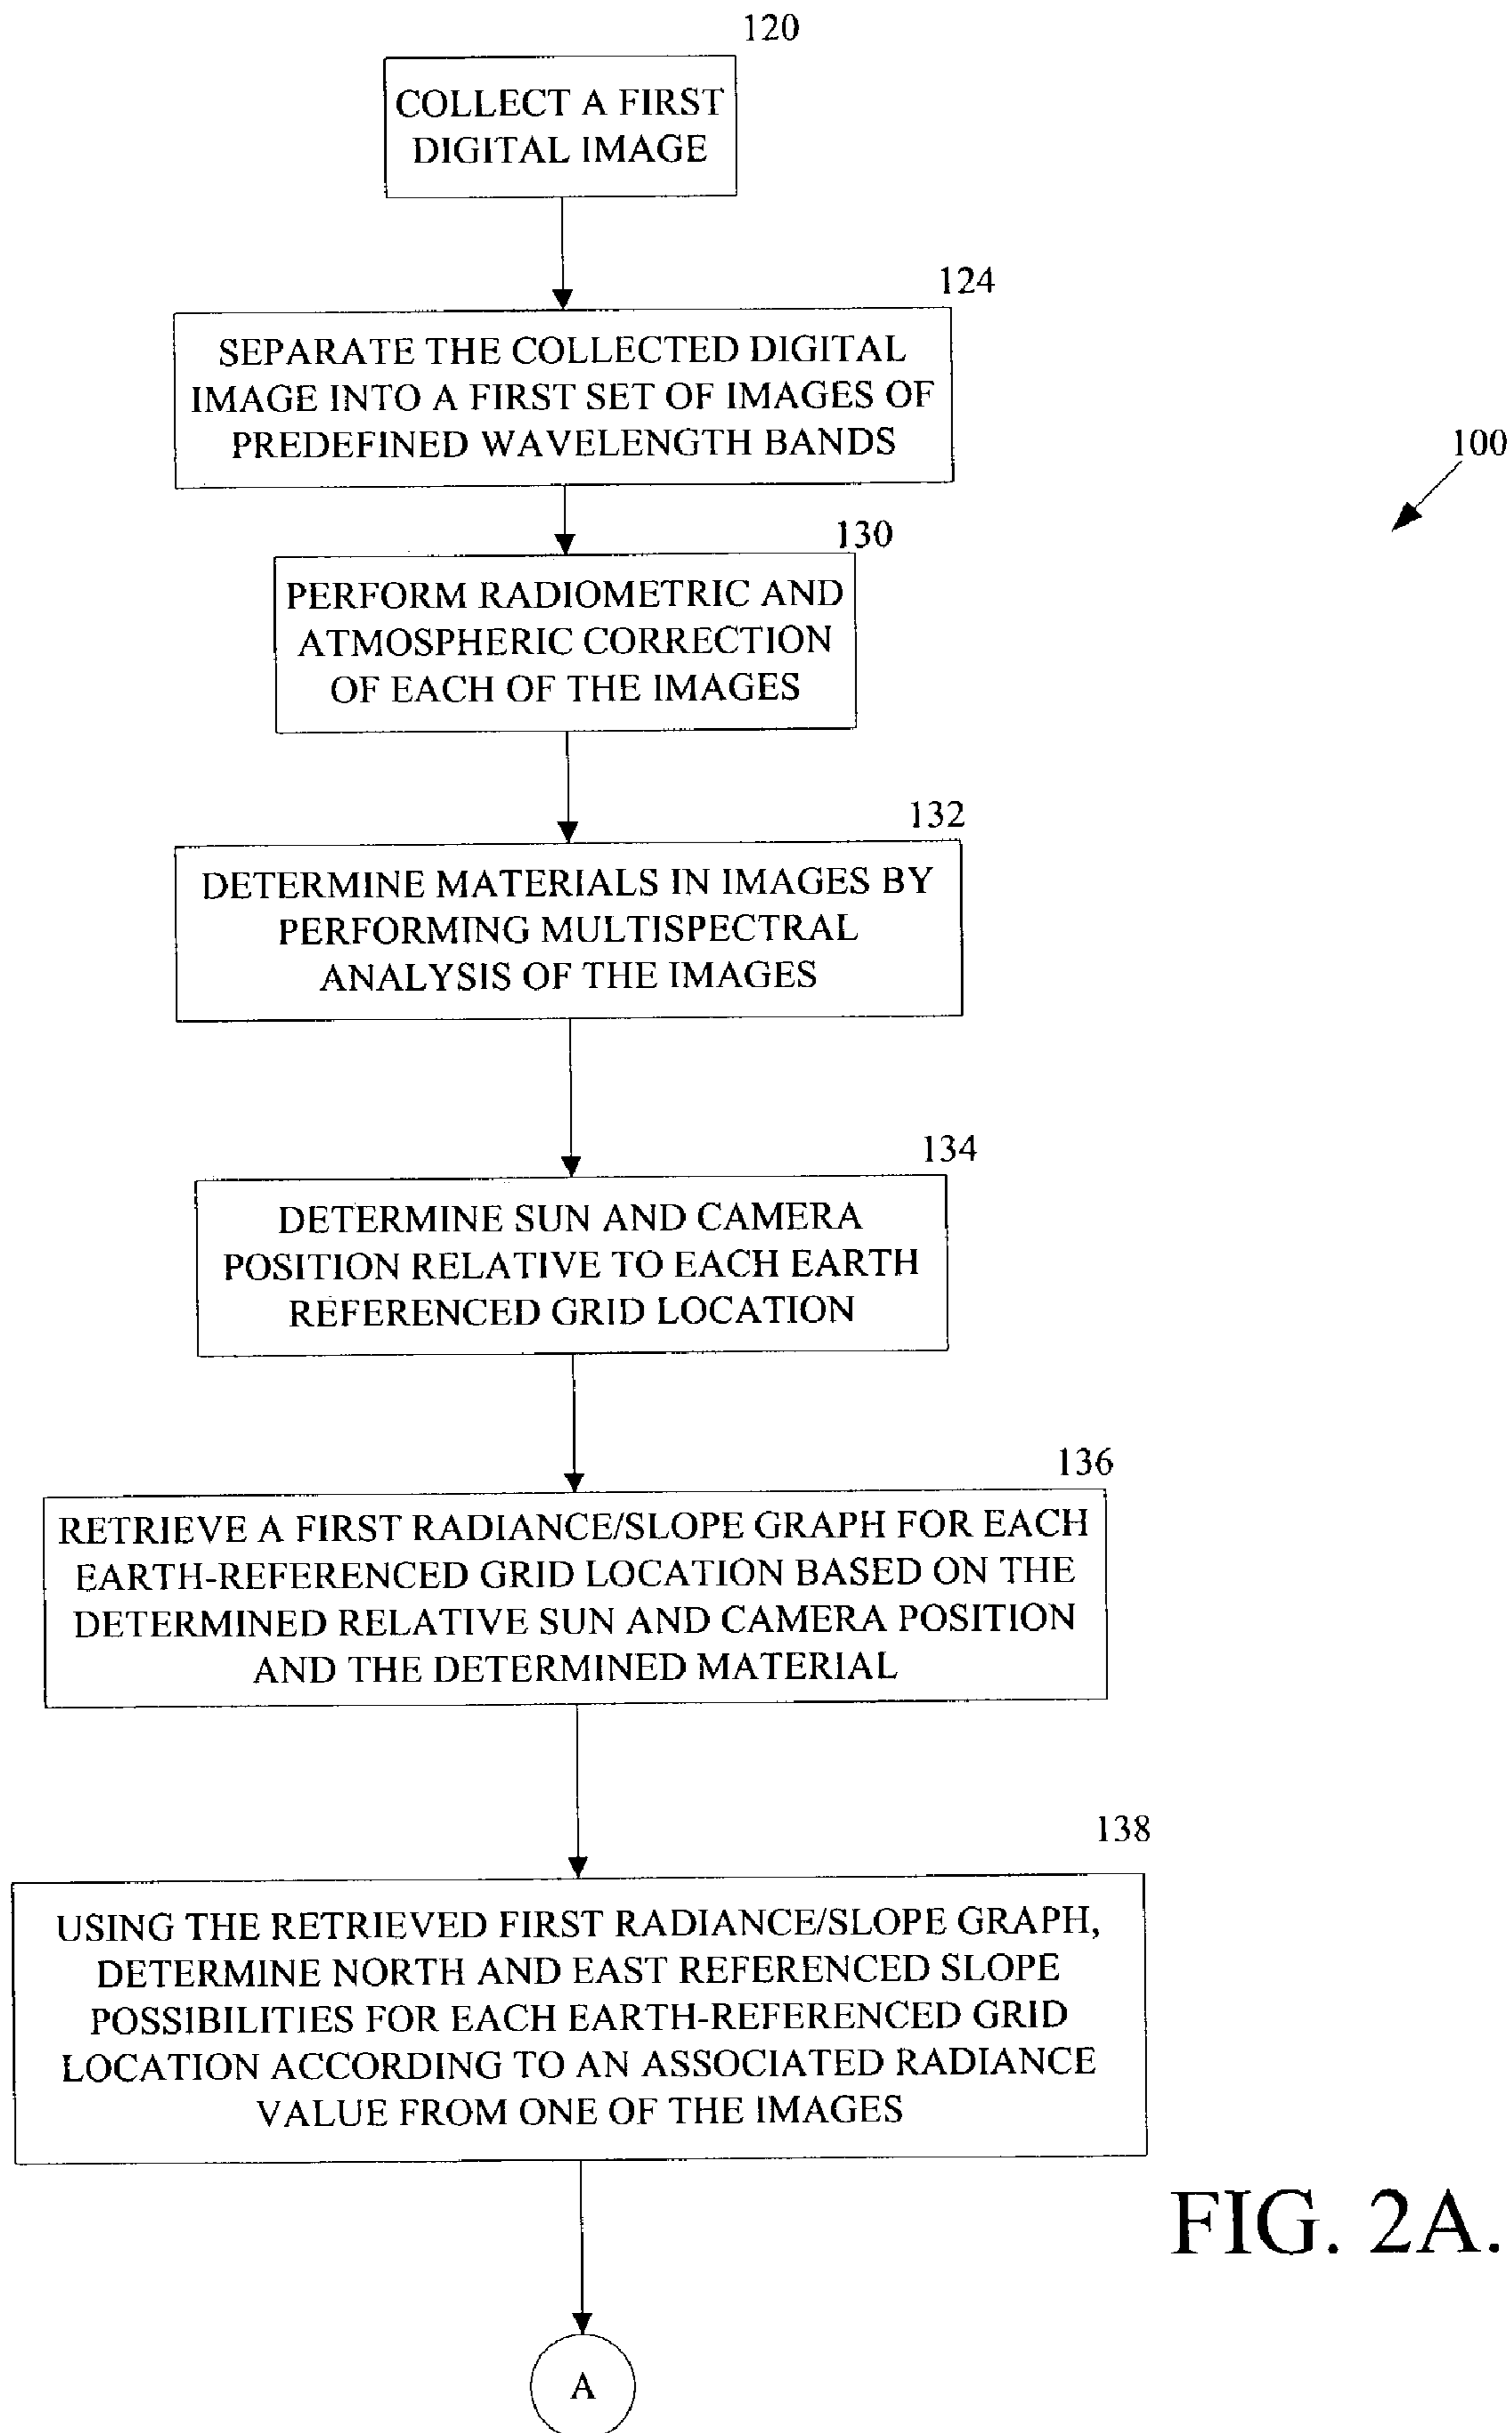 120
COLLECT A FIRST
DIGITAL IMAGE
124
SEPARATE THE COLLECTED DIGITAL
IMAGE INTO A FIRST SET OF IMAGES OF
PREDEFINED WAVELENGTH BANDS
100
130
PERFORM RADIOMETRIC AND
ATMOSPHERIC CORRECTION
OF EACH OF THE IMAGES
132
DETERMINE MATERIALS IN IMAGES BY
PERFORMING MULTISPECTRAL
ANALYSIS OF THE IMAGES
134
DETERMINE SUN AND CAMERA
POSITION RELATIVE TO EACH EARTH
REFERENCED GRID LOCATION
136
RETRIEVE A FIRST RADIANCE/SLOPE GRAPH FOR EACH
EARTH-REFERENCED GRID LOCATION BASED ON THE
DETERMINED RELATIVE SUN AND CAMERA POSITION
AND THE DETERMINED MATERIAL
138
USING THE RETRIEVED FIRST RADIANCE/SLOPE GRAPH,
DETERMINE NORTH AND EAST REFERENCED SLOPE
POSSIBILITIES FOR EACH EARTH-REFERENCED GRID
LOCATION ACCORDING TO AN ASSOCIATED RADIANCE
VALUE FROM ONE OF THE IMAGES
FIG. 2A.
A